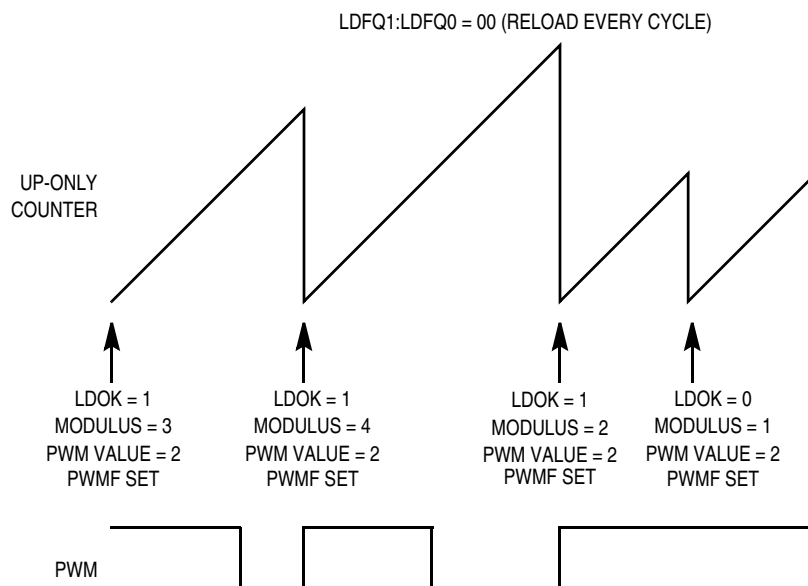 LDFQ1:LDFQ0 = 00 (RELOAD EVERY CYCLE)
UP-ONLY
COUNTER
LDOK = 1
MODULUS = 3
PWM VALUE = 2
PWMF SET
LDOK = 1
MODULUS = 4
PWM VALUE = 2
PWMF SET
LDOK = 1
MODULUS = 2
PWM VALUE = 2
PWMF SET
LDOK = 0
MODULUS = 1
PWM VALUE = 2
PWMF SET
PWM